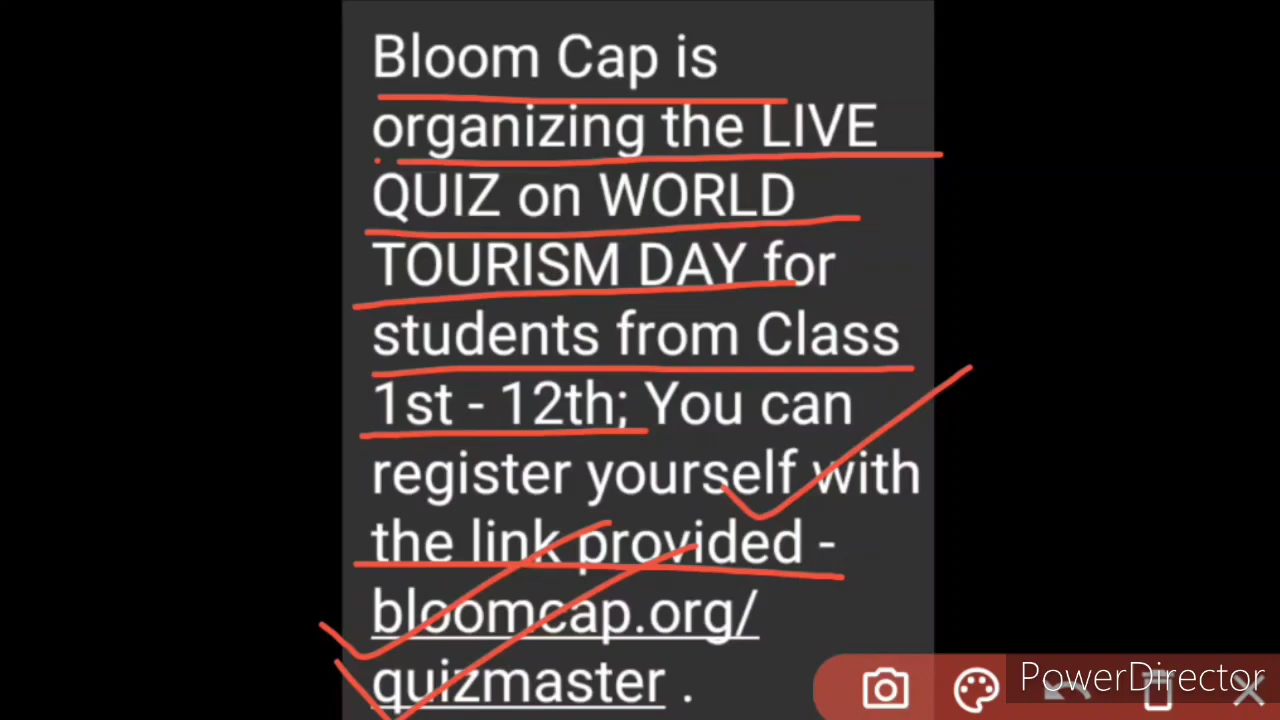 Bloom Cap is
organizing the LIVE
QUIZ on WORLD
TOURISM DAY for
students from Class
1st - 12th; You can
register yourself with
the link provided -
bloomcap.org/
quizmaster .
PowerDirector